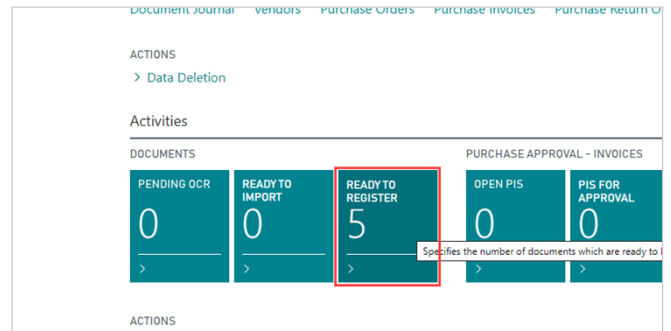 Document Journal Vendors Purchase Orders Purchase Invoices Purchase Return O
ACTIONS
> Data Deletion
Activities
DOCUMENTS
PURCHASE APPROVAL - INVOICES
PENDING OCR
0
>
READY TO
IMPORT
0
>
READY TO
REGISTER
5
>
OPEN PIS
0
>
PIS FOR
APPROVAL
0
>
Specifies the number of documents which are ready to
ACTIONS